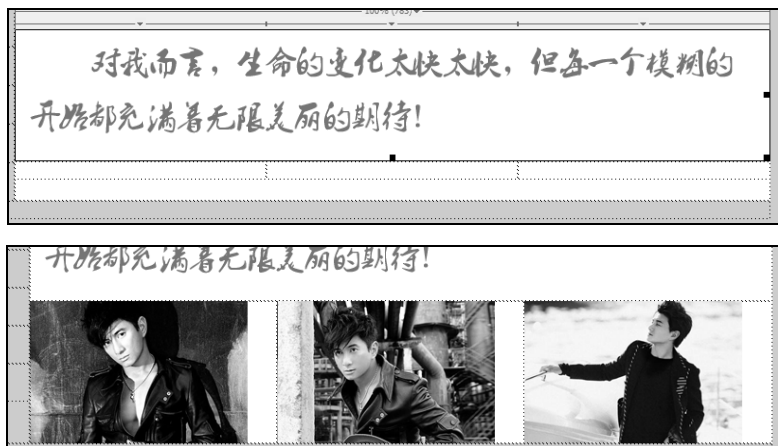 100% (783)
对我而言，生命的变化太快太快，但每一个模糊的
开始都充满着无限美丽的期待！
开始都充满着无限美丽的期待！